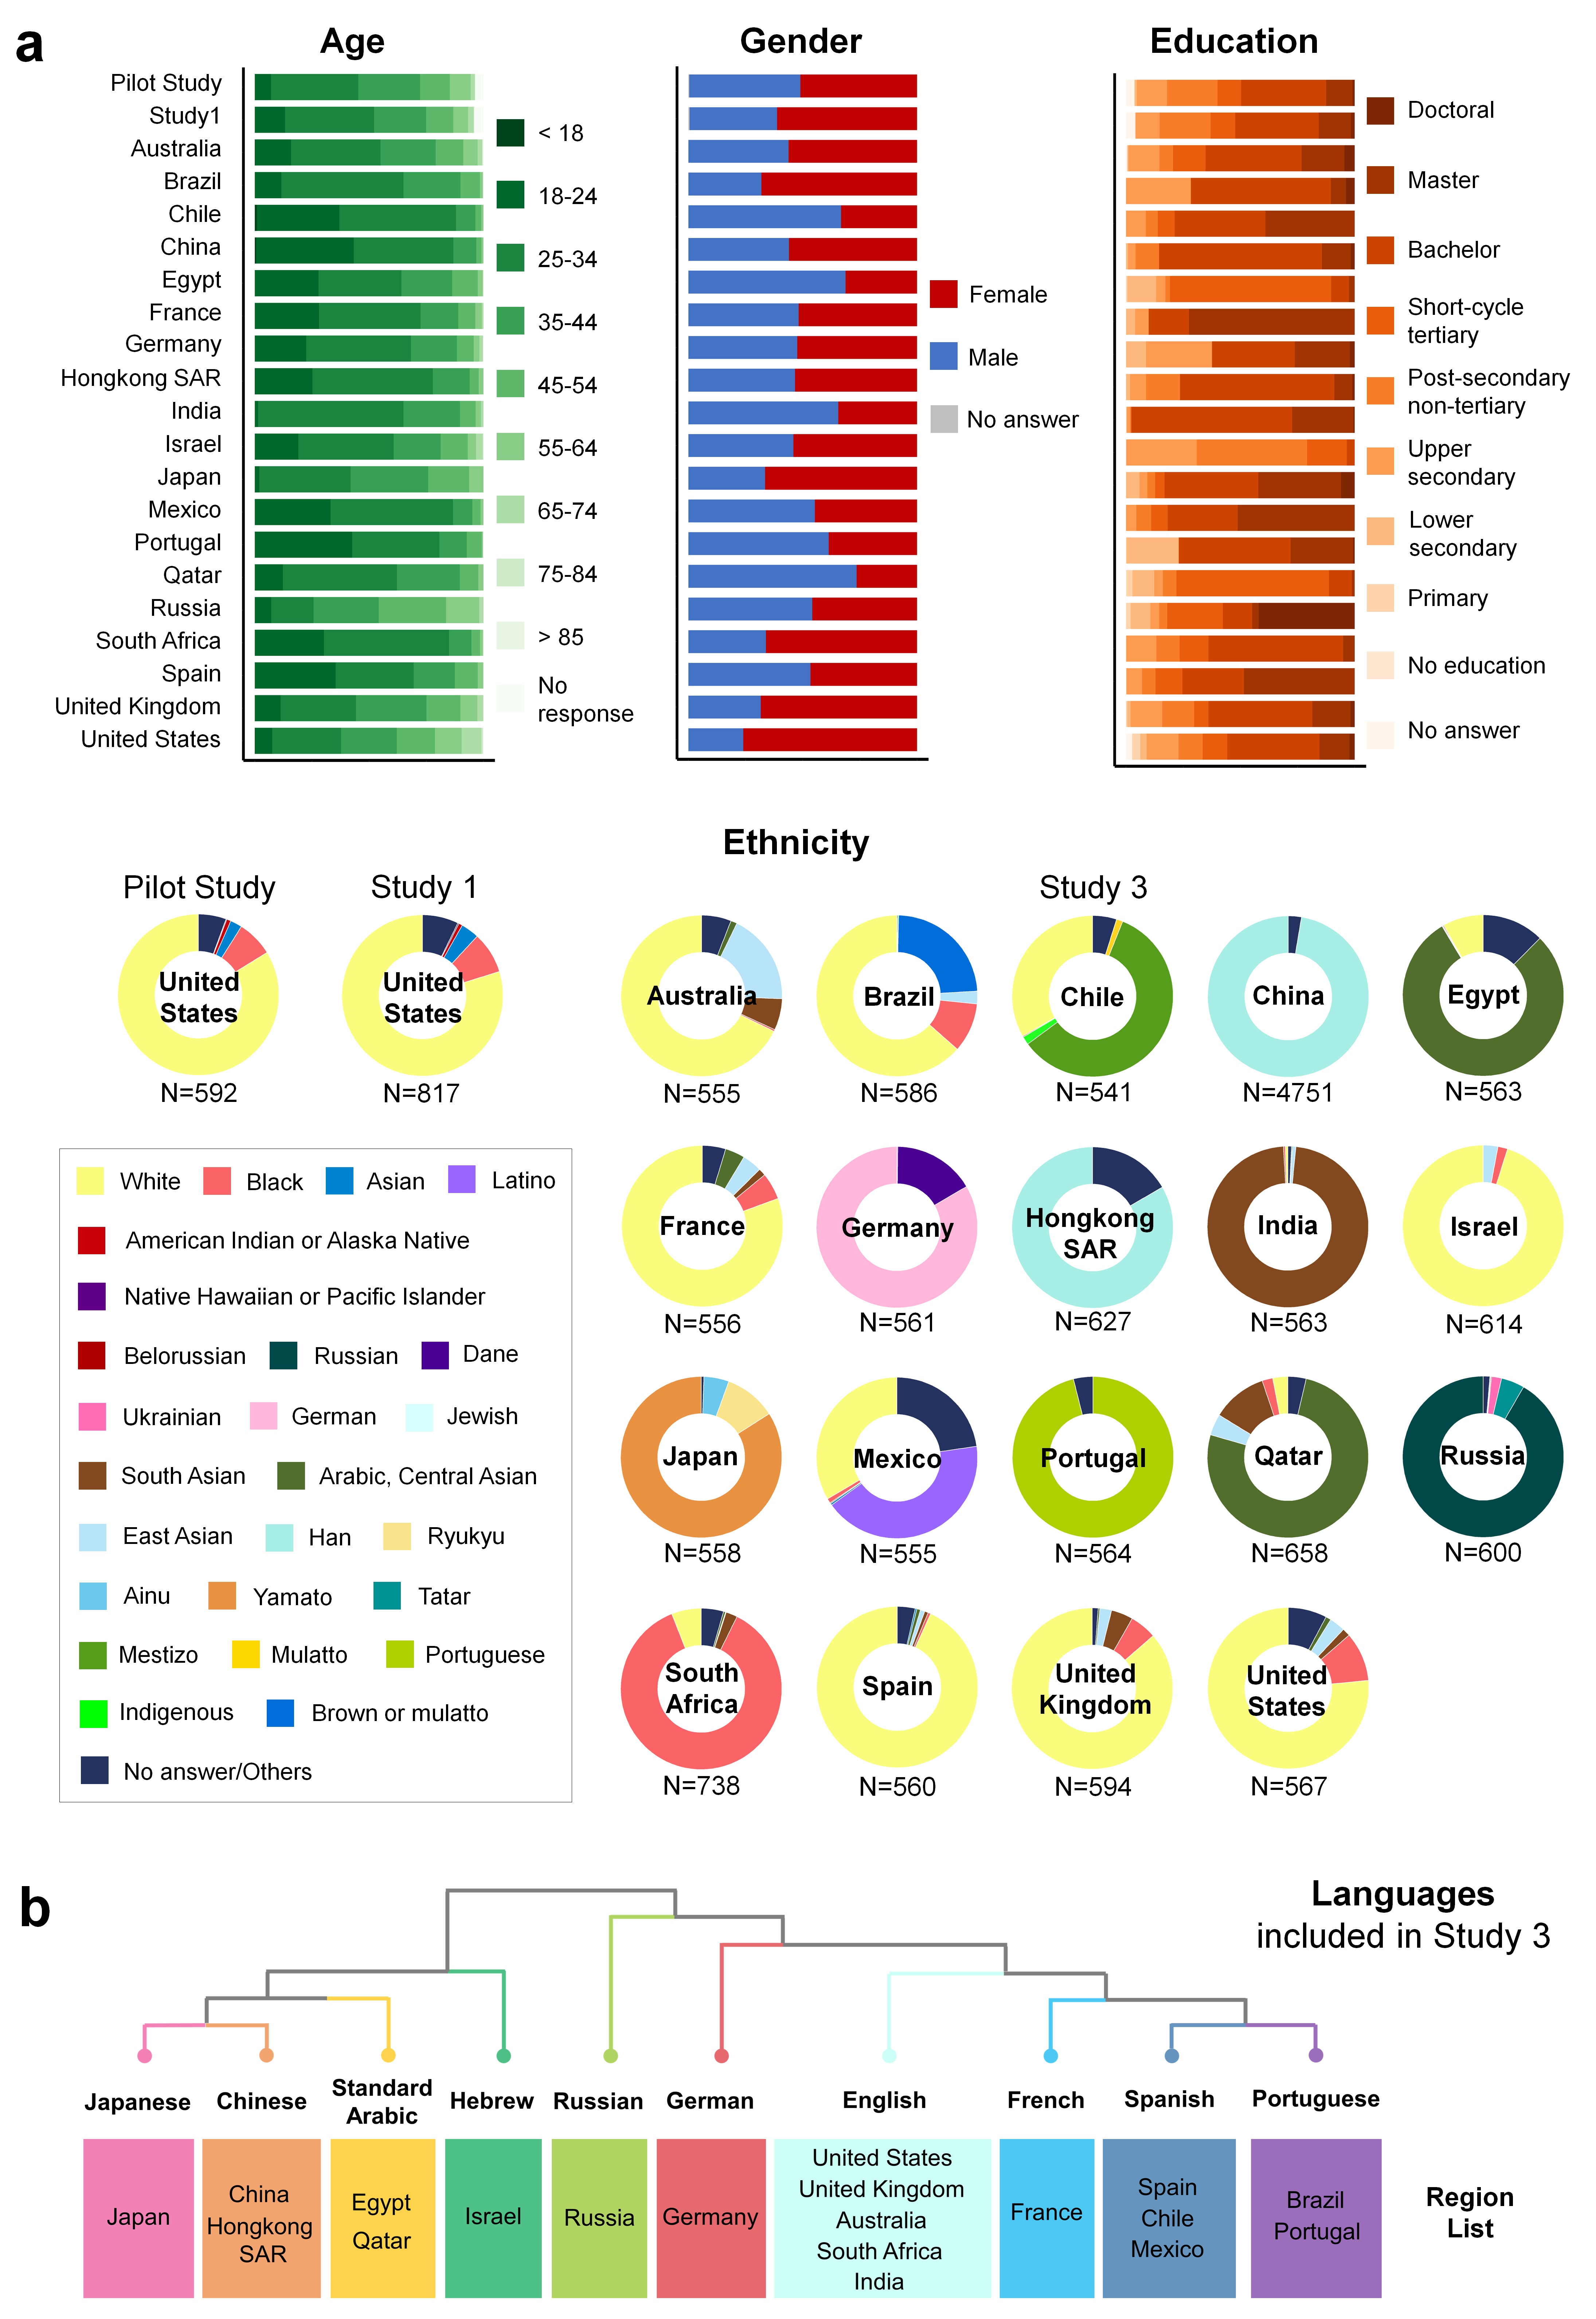 a
Age
Gender
Education
Pilot Study
Study1
Australia
Brazil
Chile
China
Egypt
France
Germany
Hongkong SAR
India
Israel
Japan
Mexico
Portugal
Qatar
Russia
South Africa
Spain
United Kingdom
United States
< 18
18-24
25-34
35-44
45-54
55-64
65-74
75-84
> 85
No
response
Female
Male
No answer
Doctoral
Master
Bachelor
Short-cycle
tertiary
Post-secondary
non-tertiary
Upper
secondary
Lower
secondary
Primary
No education
No answer
Ethnicity
Pilot Study
Study 1
Study 3
United
States
N=592
United
States
N=817
Australia
N=555
Brazil
N=586
Chile
N=541
China
N=4751
Egypt
N=563
France
N=556
Germany
N=561
Hongkong
SAR
N=627
India
N=563
Israel
N=614
Japan
N=558
Mexico
N=555
Portugal
N=564
Qatar
N=658
Russia
N=600
South
Africa
N=738
Spain
N=560
United
Kingdom
N=594
United
States
N=567
White Black Asian Latino
American Indian or Alaska Native
Native Hawaiian or Pacific Islander
Belorussian Russian Dane
Ukrainian German Jewish
South Asian Arabic, Central Asian
East Asian Han Ryukyu
Ainu Yamato Tatar
Mestizo Mulatto Portuguese
Indigenous Brown or mulatto
No answer/Others
b
Languages
included in Study 3
Japanese
Chinese
Standard
Arabic
Hebrew
Russian
German
English
French
Spanish
Portuguese
Japan
China
Hongkong
SAR
Egypt
Qatar
Israel
Russia
Germany
United States
United Kingdom
Australia
South Africa
India
France
Spain
Chile
Mexico
Brazil
Portugal
Region
List